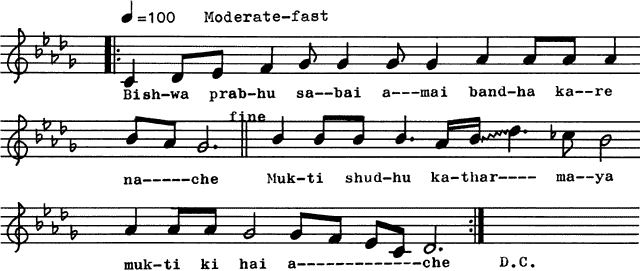 ♩=100 Moderate-fast
Bish-wa prab-hu sa--bai a---mai band-ha ka--re
fine
na-----che Muk-ti shud-hu ka-thar---- ma--ya
muk-ti ki hai a-------------che D.C.